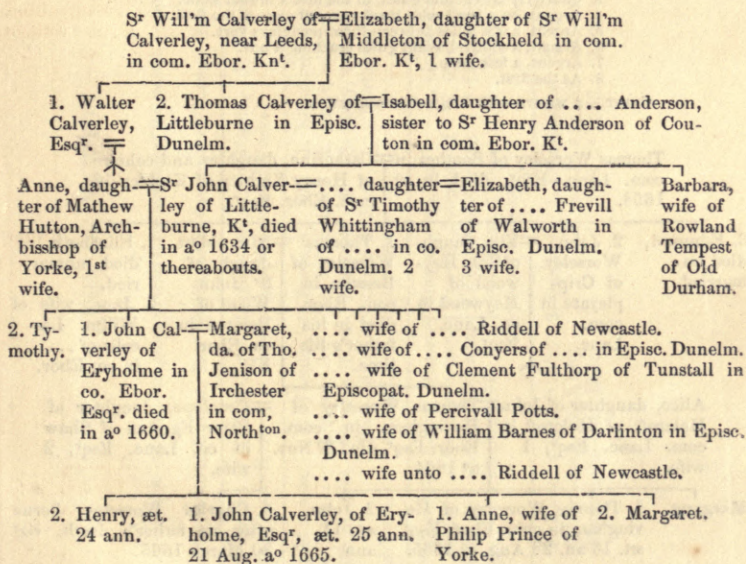 Sr Will'm Calverley of Calverley, near Leeds, in com. Ebor. Knt.
Elizabeth, daughter of Sr Will'm Middleton of Stockheld in com. Ebor. Kt, 1 wife.
1. Walter Calverley, Esqr.
2. Thomas Calverley of Littleburne in Episc. Dunelm.
Isabell, daughter of .... Anderson, sister to Sr Henry Anderson of Couton in com. Ebor. Kt.
Anne, daughter of Mathew Hutton, Archbisshop of Yorke, 1st wife.
Sr John Calverley of Littleburne, Kt, died in ao 1634 or thereabouts.
.... daughter of Sr Timothy Whittingham of .... in co. Dunelm. 2 wife.
Elizabeth, daughter of .... Frevill of Walworth in Episc. Dunelm. 3 wife.
Barbara, wife of Rowland Tempest of Old Durham.
2. Tymothy.
1. John Calverley of Eryholme in co. Ebor. Esqr. died in ao 1660.
Margaret, da. of Tho. Jenison of Irchester in com, Northton.
.... wife of .... Riddell of Newcastle.
.... wife of .... Conyers of .... in Episc. Dunelm.
.... wife of Clement Fulthorp of Tunstall in Episcopat. Dunelm.
.... wife of Percivall Potts.
.... wife of William Barnes of Darlinton in Episc. Dunelm.
.... wife unto .... Riddell of Newcastle.
2. Henry, æt. 24 ann.
1. John Calverley, of Eryholme, Esqr, æt. 25 ann. 21 Aug. ao 1665.
1. Anne, wife of Philip Prince of Yorke.
2. Margaret.